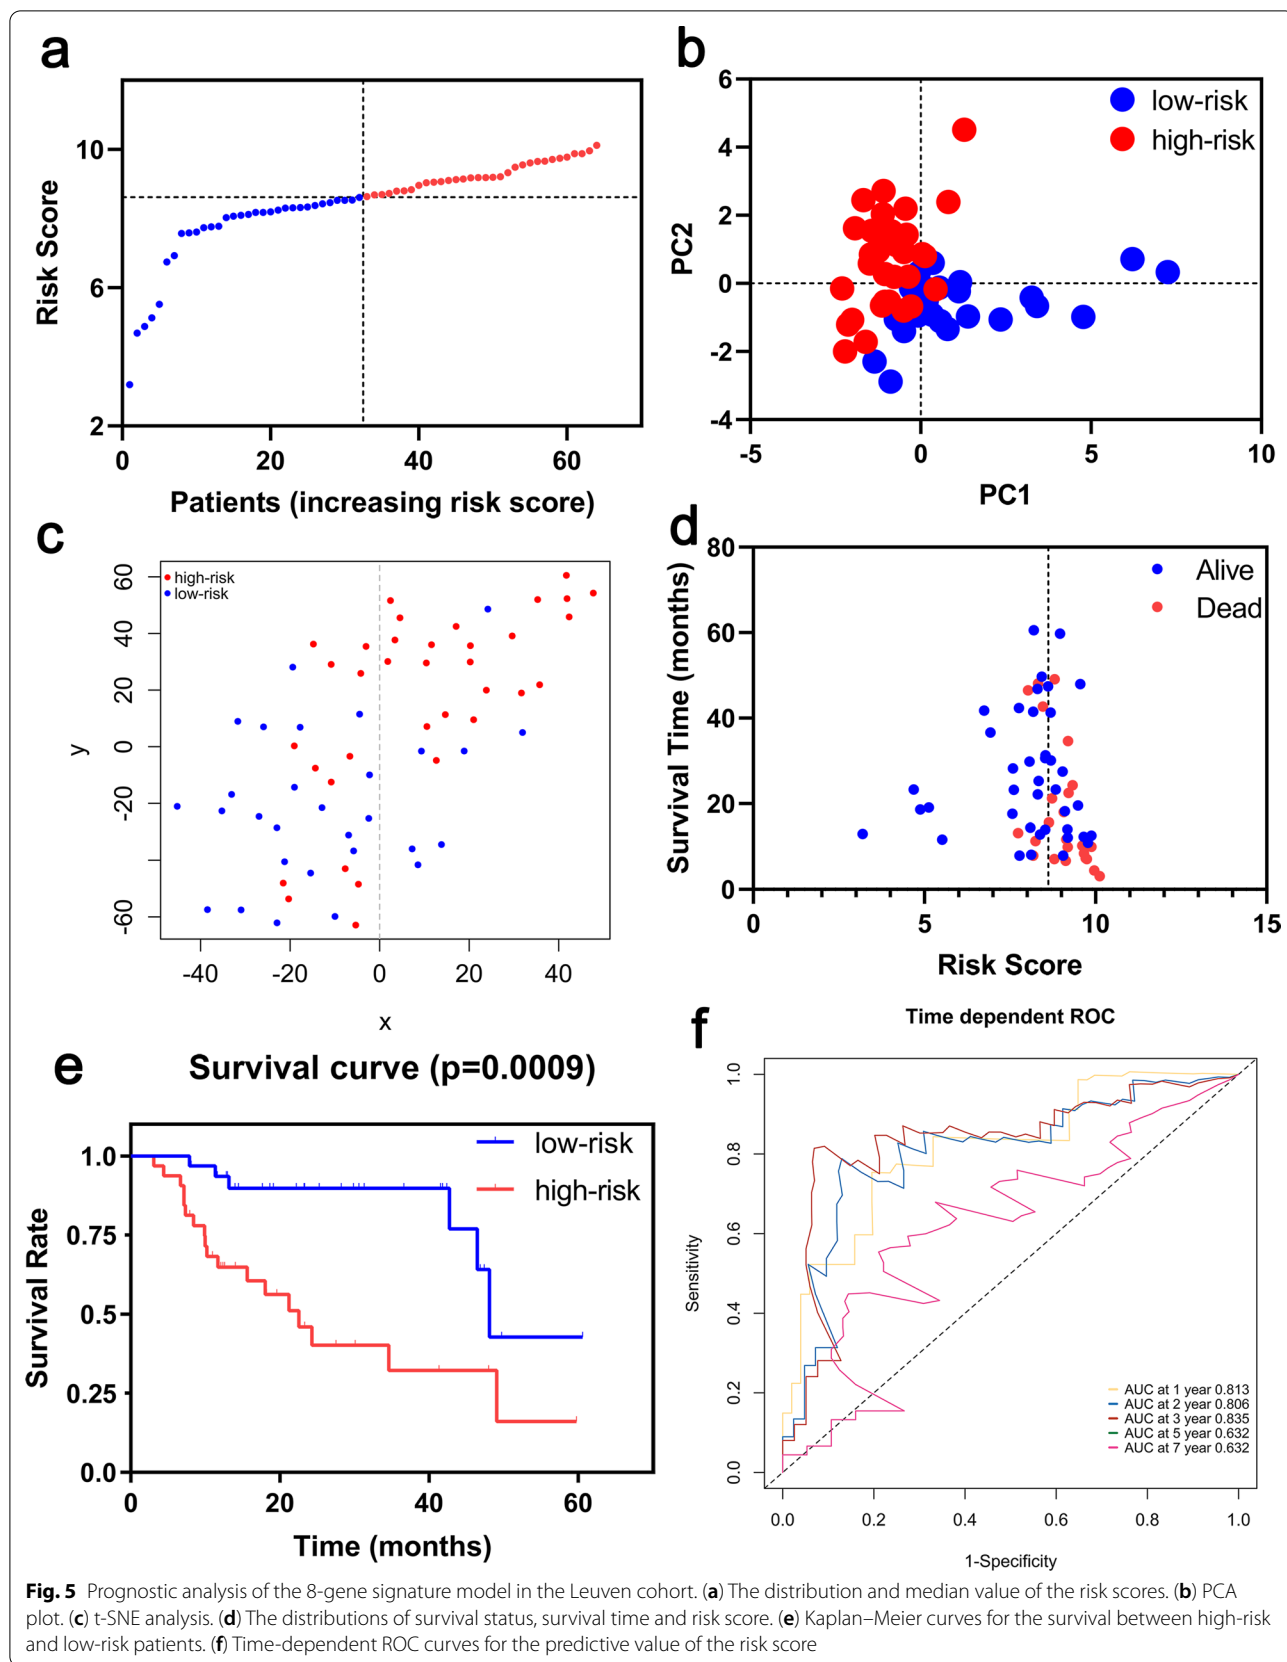 a
10
6
2
Risk Score
0 20 40 60
Patients (increasing risk score)
b
6
4
2
0
-2
-4
PC2
low-risk
high-risk
-5 0 5 10
PC1
c
high-risk
low-risk
60
40
20
0
-20
-40
-60
y
-40 -20 0 20 40
x
d
80
60
40
20
0
Survival Time (months)
Alive
Dead
0 5 10 15
Risk Score
e
Survival curve (p=0.0009)
low-risk
high-risk
1.0
0.75
0.5
0.25
0.0
Survival Rate
0 20 40 60
Time (months)
f
Time dependent ROC
1.0
0.8
0.6
0.4
0.2
0.0
Sensitivity
AUC at 1 year 0.813
AUC at 2 year 0.806
AUC at 3 year 0.835
AUC at 5 year 0.632
AUC at 7 year 0.632
0.0 0.2 0.4 0.6 0.8 1.0
1-Specificity
Fig. 5 Prognostic analysis of the 8-gene signature model in the Leuven cohort. (a) The distribution and median value of the risk scores. (b) PCA
plot. (c) t-SNE analysis. (d) The distributions of survival status, survival time and risk score. (e) Kaplan–Meier curves for the survival between high-risk
and low-risk patients. (f) Time-dependent ROC curves for the predictive value of the risk score